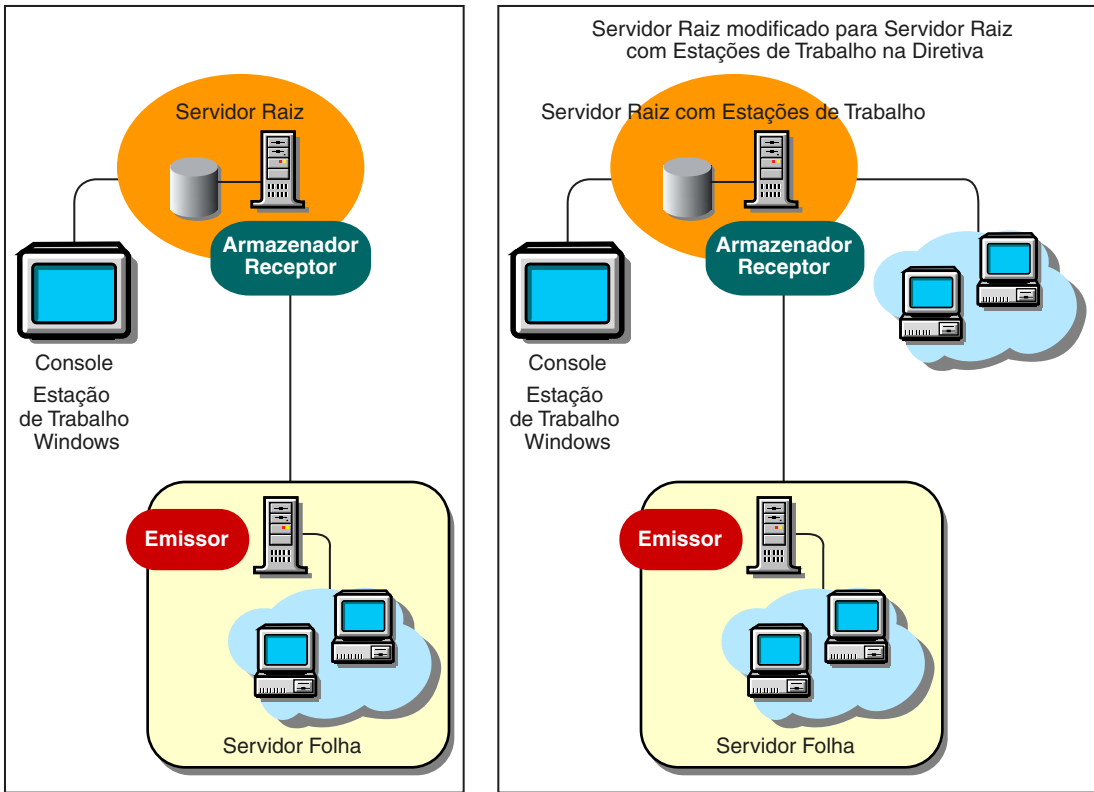 Servidor Raiz
Armazenador
Receptor
Console
Estação
de Trabalho
Windows
Emissor
Servidor Folha
Servidor Raiz modificado para Servidor Raiz
com Estações de Trabalho na Diretiva
Servidor Raiz com Estações de Trabalho
Armazenador
Receptor
Console
Estação
de Trabalho
Windows
Emissor
Servidor Folha